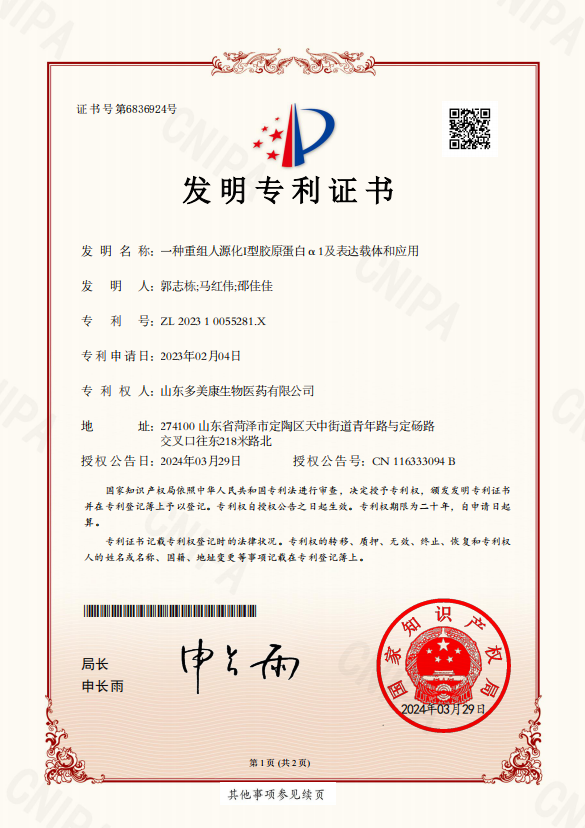 证书号第6836924号
发明专利证书
发 明 名 称：一种重组人源化I型胶原蛋白α1及表达载体和应用
发 明 人：郭志栋;马红伟;邵佳佳
专 利 号：ZL 2023 1 0055281.X
专利申请日：2023年02月04日
专 利 权 人：山东多美康生物医药有限公司
地 址：274100 山东省菏泽市定陶区天中街道青年路与定砀路
交叉口往东218米路北
授权公告日：2024年03月29日 授权公告号：CN 116333094 B
国家知识产权局依照中华人民共和国专利法进行审查，决定授予专利权，颁发发明专利证书
并在专利登记簿上予以登记。专利权自授权公告之日起生效。专利权期限为二十年，自申请日起
算。
专利证书记载专利权登记时的法律状况。专利权的转移、质押、无效、终止、恢复和专利权
人的姓名或名称、国籍、地址变更等事项记载在专利登记簿上。
局长
申长雨
申长雨
国家知识产权局
2024年03月29日
第 1 页 (共 2 页)
其他事项参见续页
CNIPA
CNIPA
CNIPA
CNIPA
CNIPA
CNIPA
CNIPA
CNIPA
CNIPA